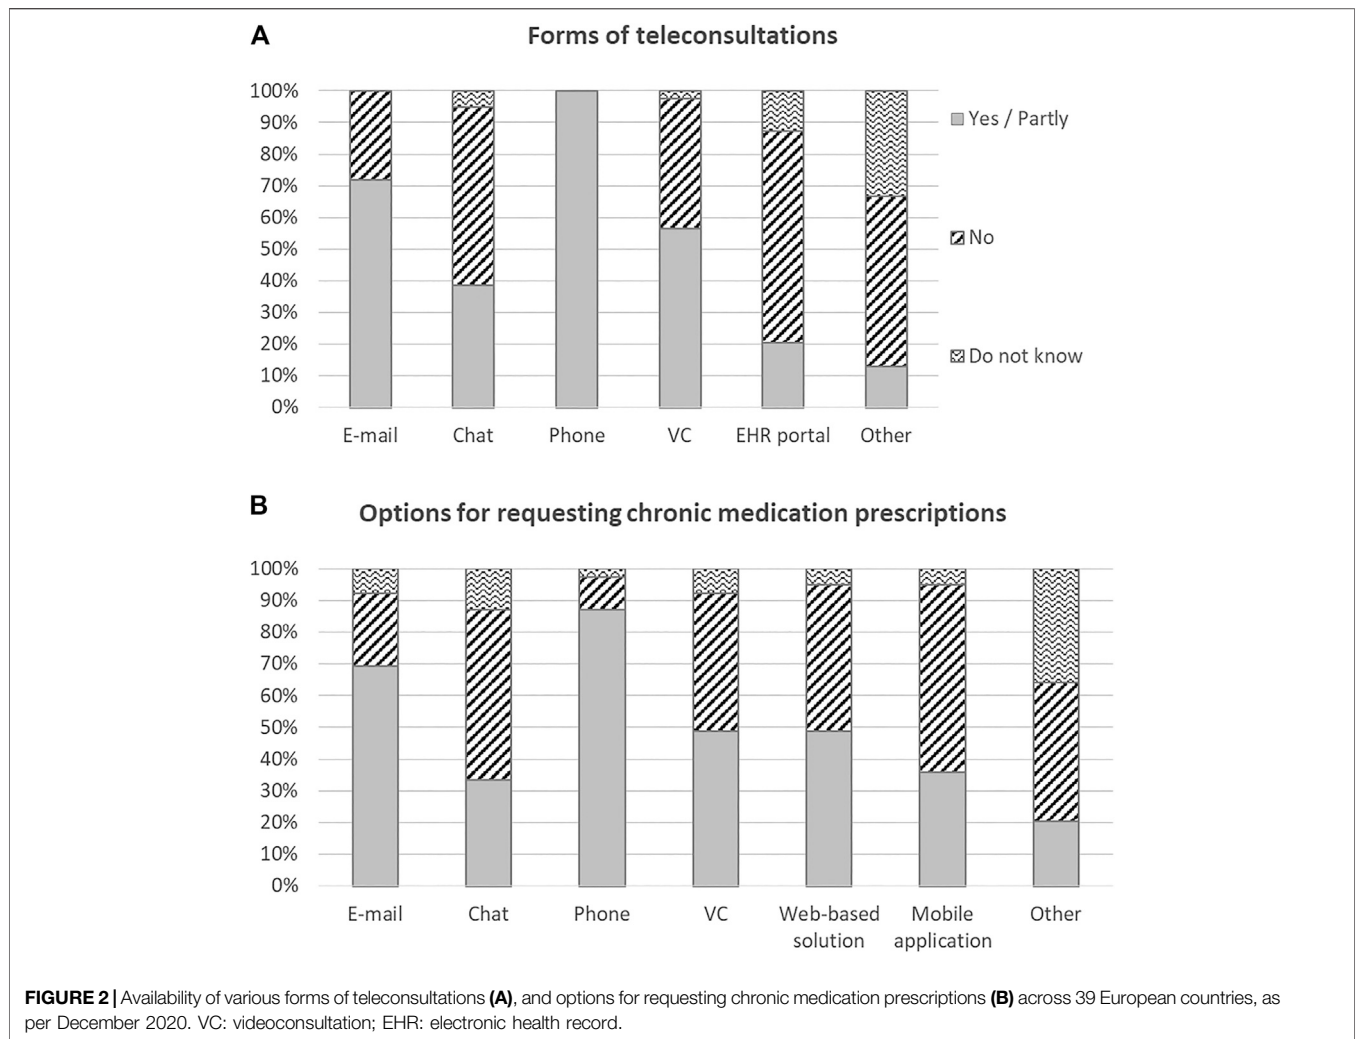 A
Forms of teleconsultations
100%
90%
80%
70%
60%
50%
40%
30%
20%
10%
0%
E-mail Chat Phone VC EHR portal Other
Yes / Partly
No
Do not know
B
Options for requesting chronic medication prescriptions
100%
90%
80%
70%
60%
50%
40%
30%
20%
10%
0%
E-mail Chat Phone VC Web-based Mobile Other
solution application
FIGURE 2 | Availability of various forms of teleconsultations (A), and options for requesting chronic medication prescriptions (B) across 39 European countries, as
per December 2020. VC: videoconsultation; EHR: electronic health record.